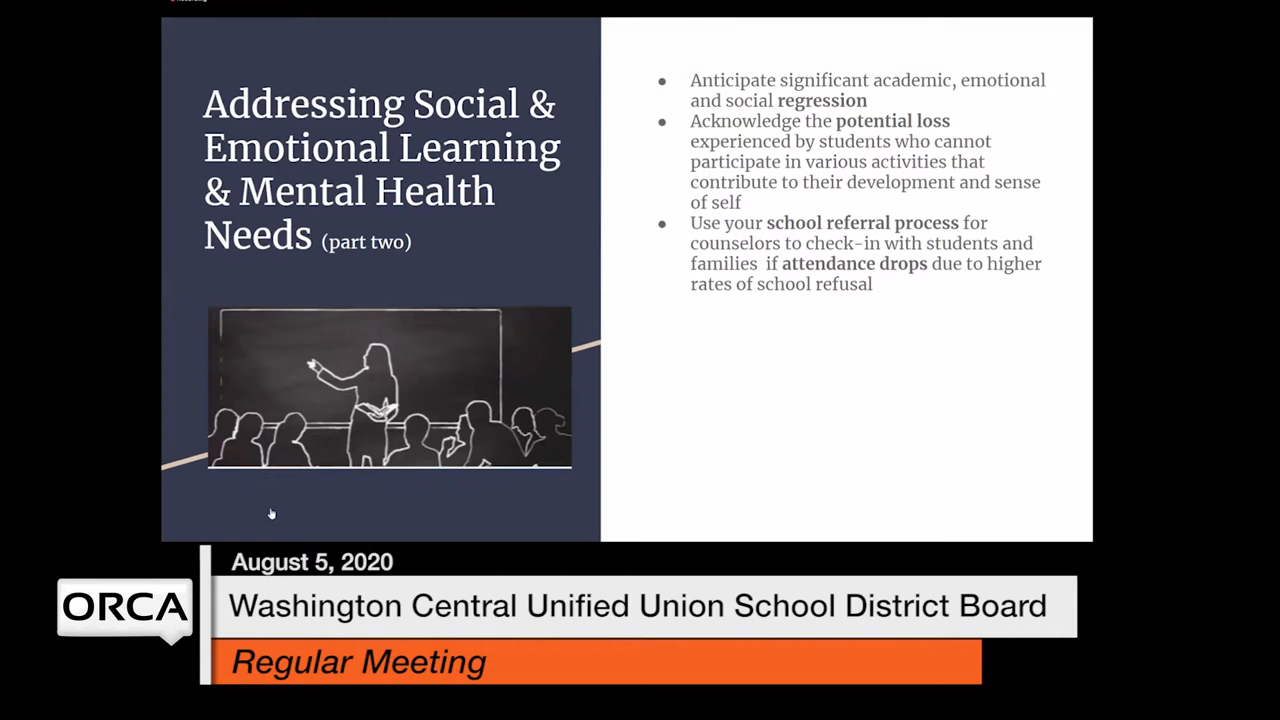 Addressing Social &
Emotional Learning
& Mental Health
Needs (part two)
● Anticipate significant academic, emotional
and social regression
● Acknowledge the potential loss
experienced by students who cannot
participate in various activities that
contribute to their development and sense
of self
● Use your school referral process for
counselors to check-in with students and
families if attendance drops due to higher
rates of school refusal
August 5, 2020
ORCA
Washington Central Unified Union School District Board
Regular Meeting